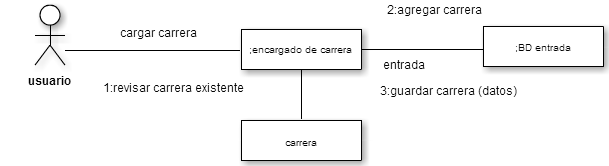 2:agregar carrera
cargar carrera
;encargado de carrera
;BD entrada
entrada
usuario
1:revisar carrera existente
3:guardar carrera (datos)
carrera